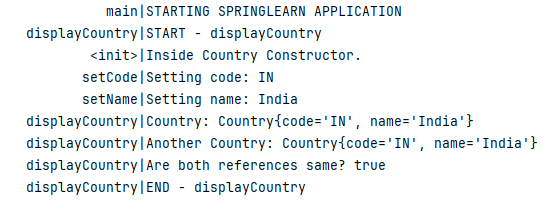 main|STARTING SPRINGLEARN APPLICATION
displayCountry|START - displayCountry
<init>|Inside Country Constructor.
setCode|Setting code: IN
setName|Setting name: India
displayCountry|Country: Country{code='IN', name='India'}
displayCountry|Another Country: Country{code='IN', name='India'}
displayCountry|Are both references same? true
displayCountry|END - displayCountry